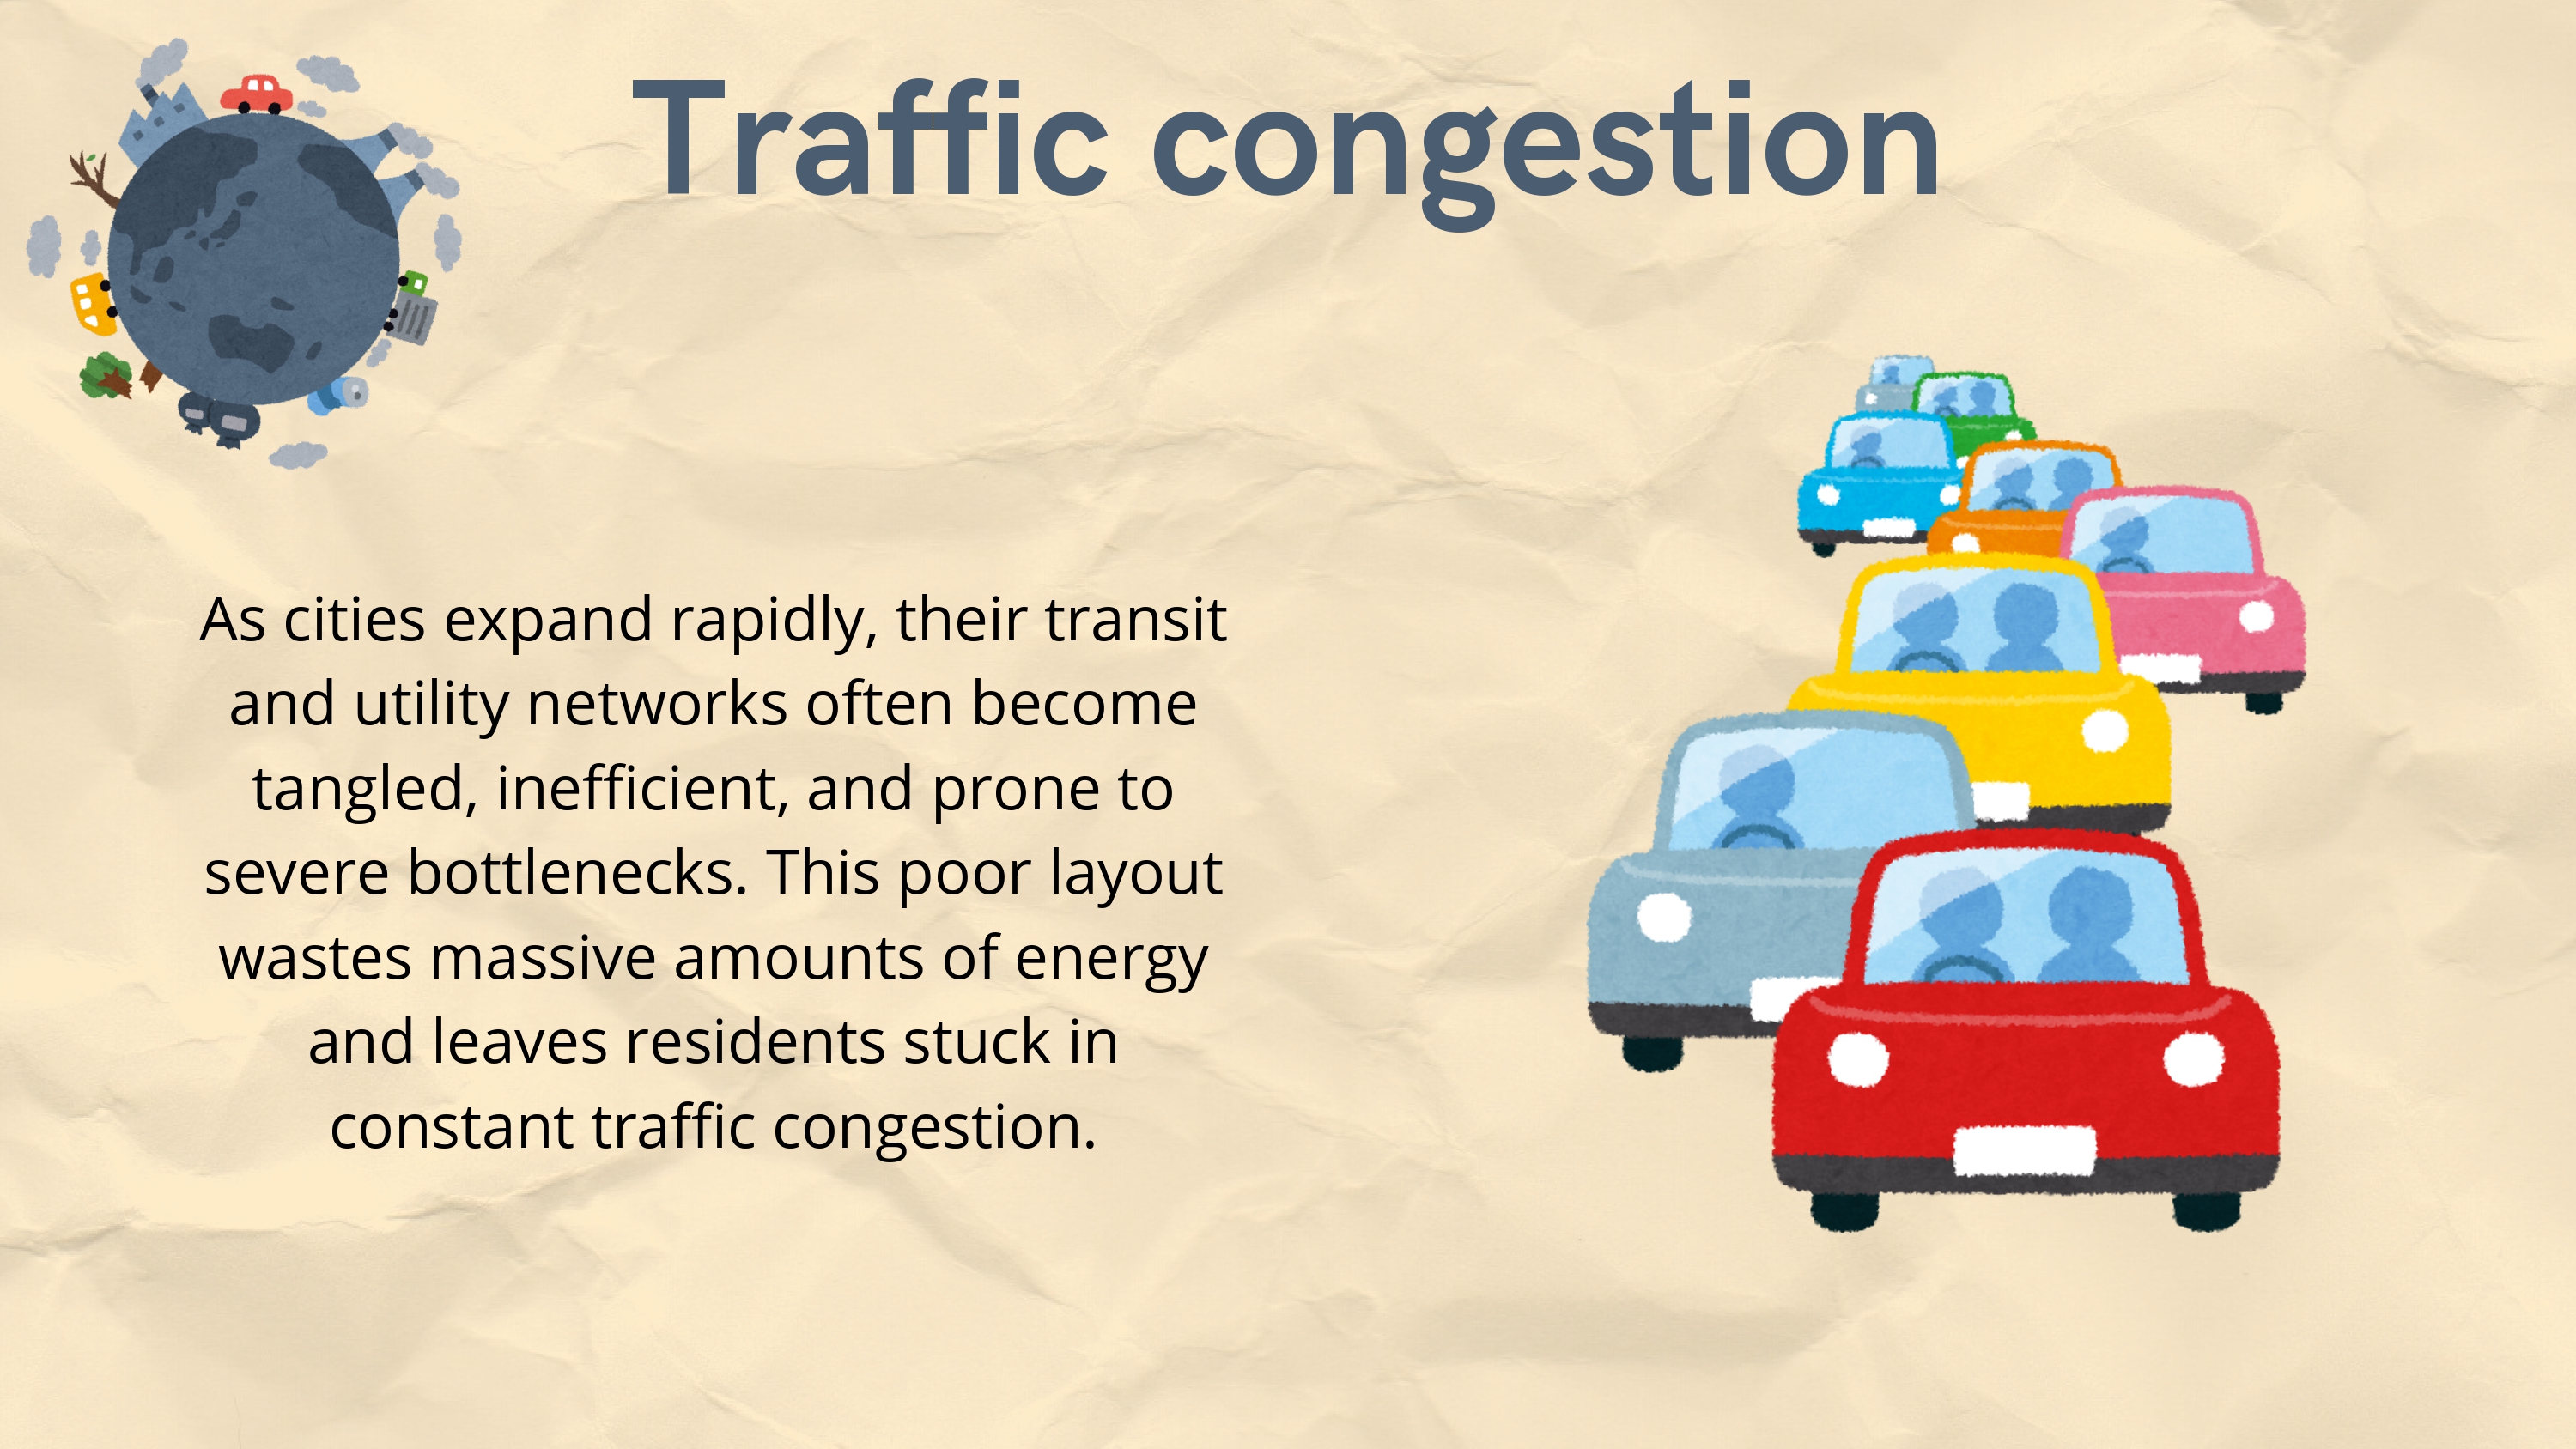 Traffic congestion
As cities expand rapidly, their transit
and utility networks often become
tangled, inefficient, and prone to
severe bottlenecks. This poor layout
wastes massive amounts of energy
and leaves residents stuck in
constant traffic congestion.